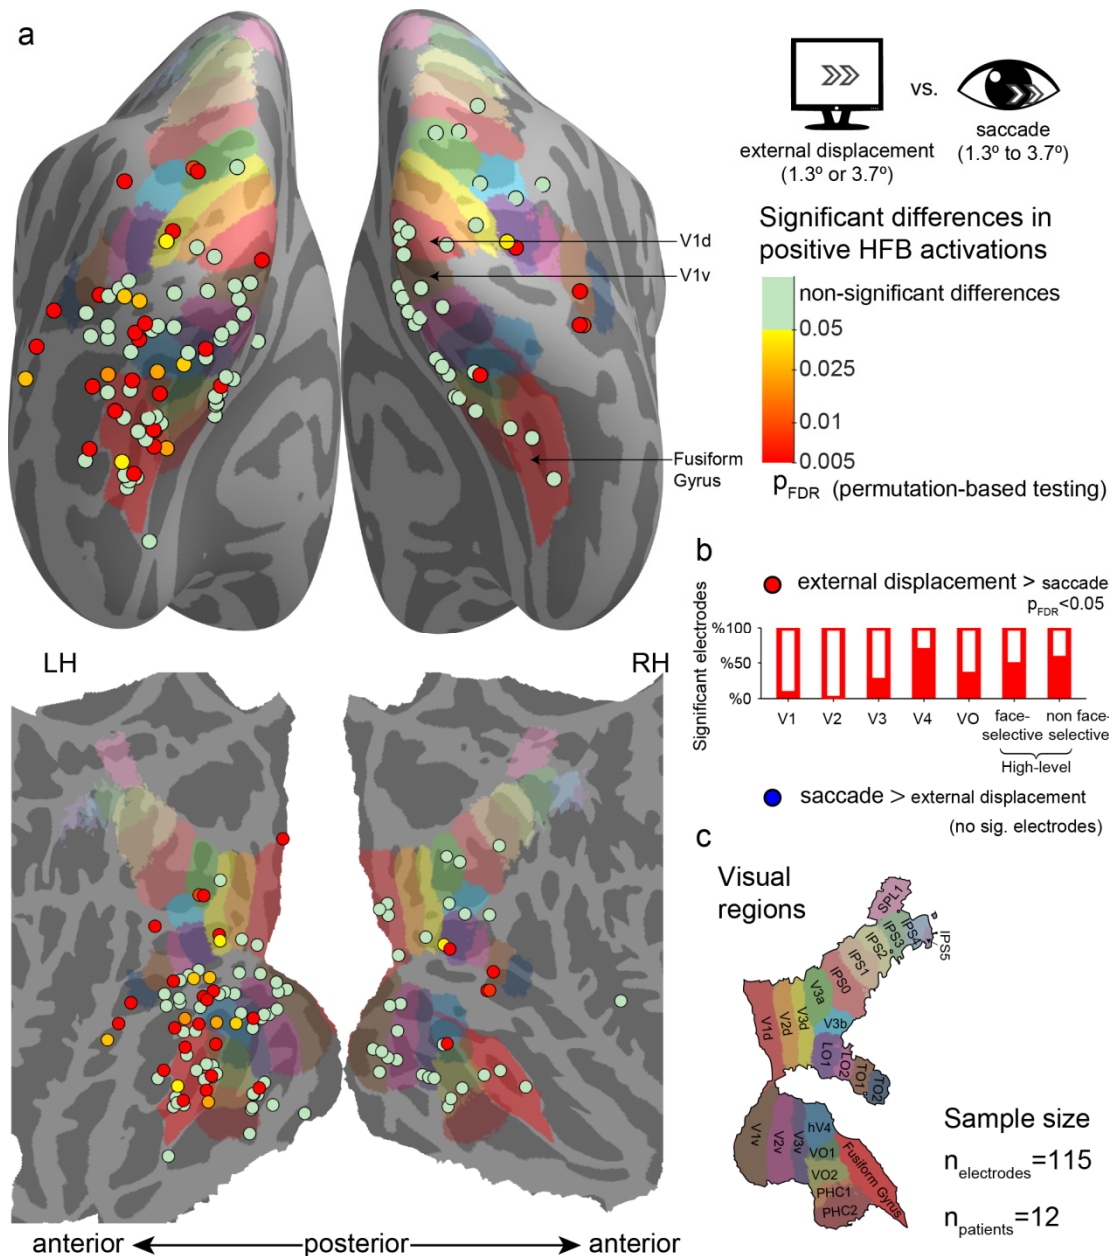 a
vs.
external displacement
(1.3º or 3.7º)
saccade
(1.3º to 3.7º)
Significant differences in
positive HFB activations
non-significant differences
0.05
0.025
0.01
0.005
pFDR (permutation-based testing)
V1d
V1v
Fusiform
Gyrus
LH
RH
anterior
posterior
anterior
b
external displacement > saccade
pFDR<0.05
Significant electrodes
%100
%50
%0
V1
V2
V3
V4
VO
face-
selective
non face-
selective
High-level
saccade > external displacement
(no sig. electrodes)
c
Visual
regions
SPL1
IPS5
IPS4
IPS3
IPS2
IPS1
IPS0
V3a
V3b
V1d
V2d
V3d
LO1
LO2
TO1
TO2
V1v
V2v
V3v
hV4
VO1
VO2
PHC1
PHC2
Fusiform Gyrus
Sample size
nelectrodes=115
npatients=12